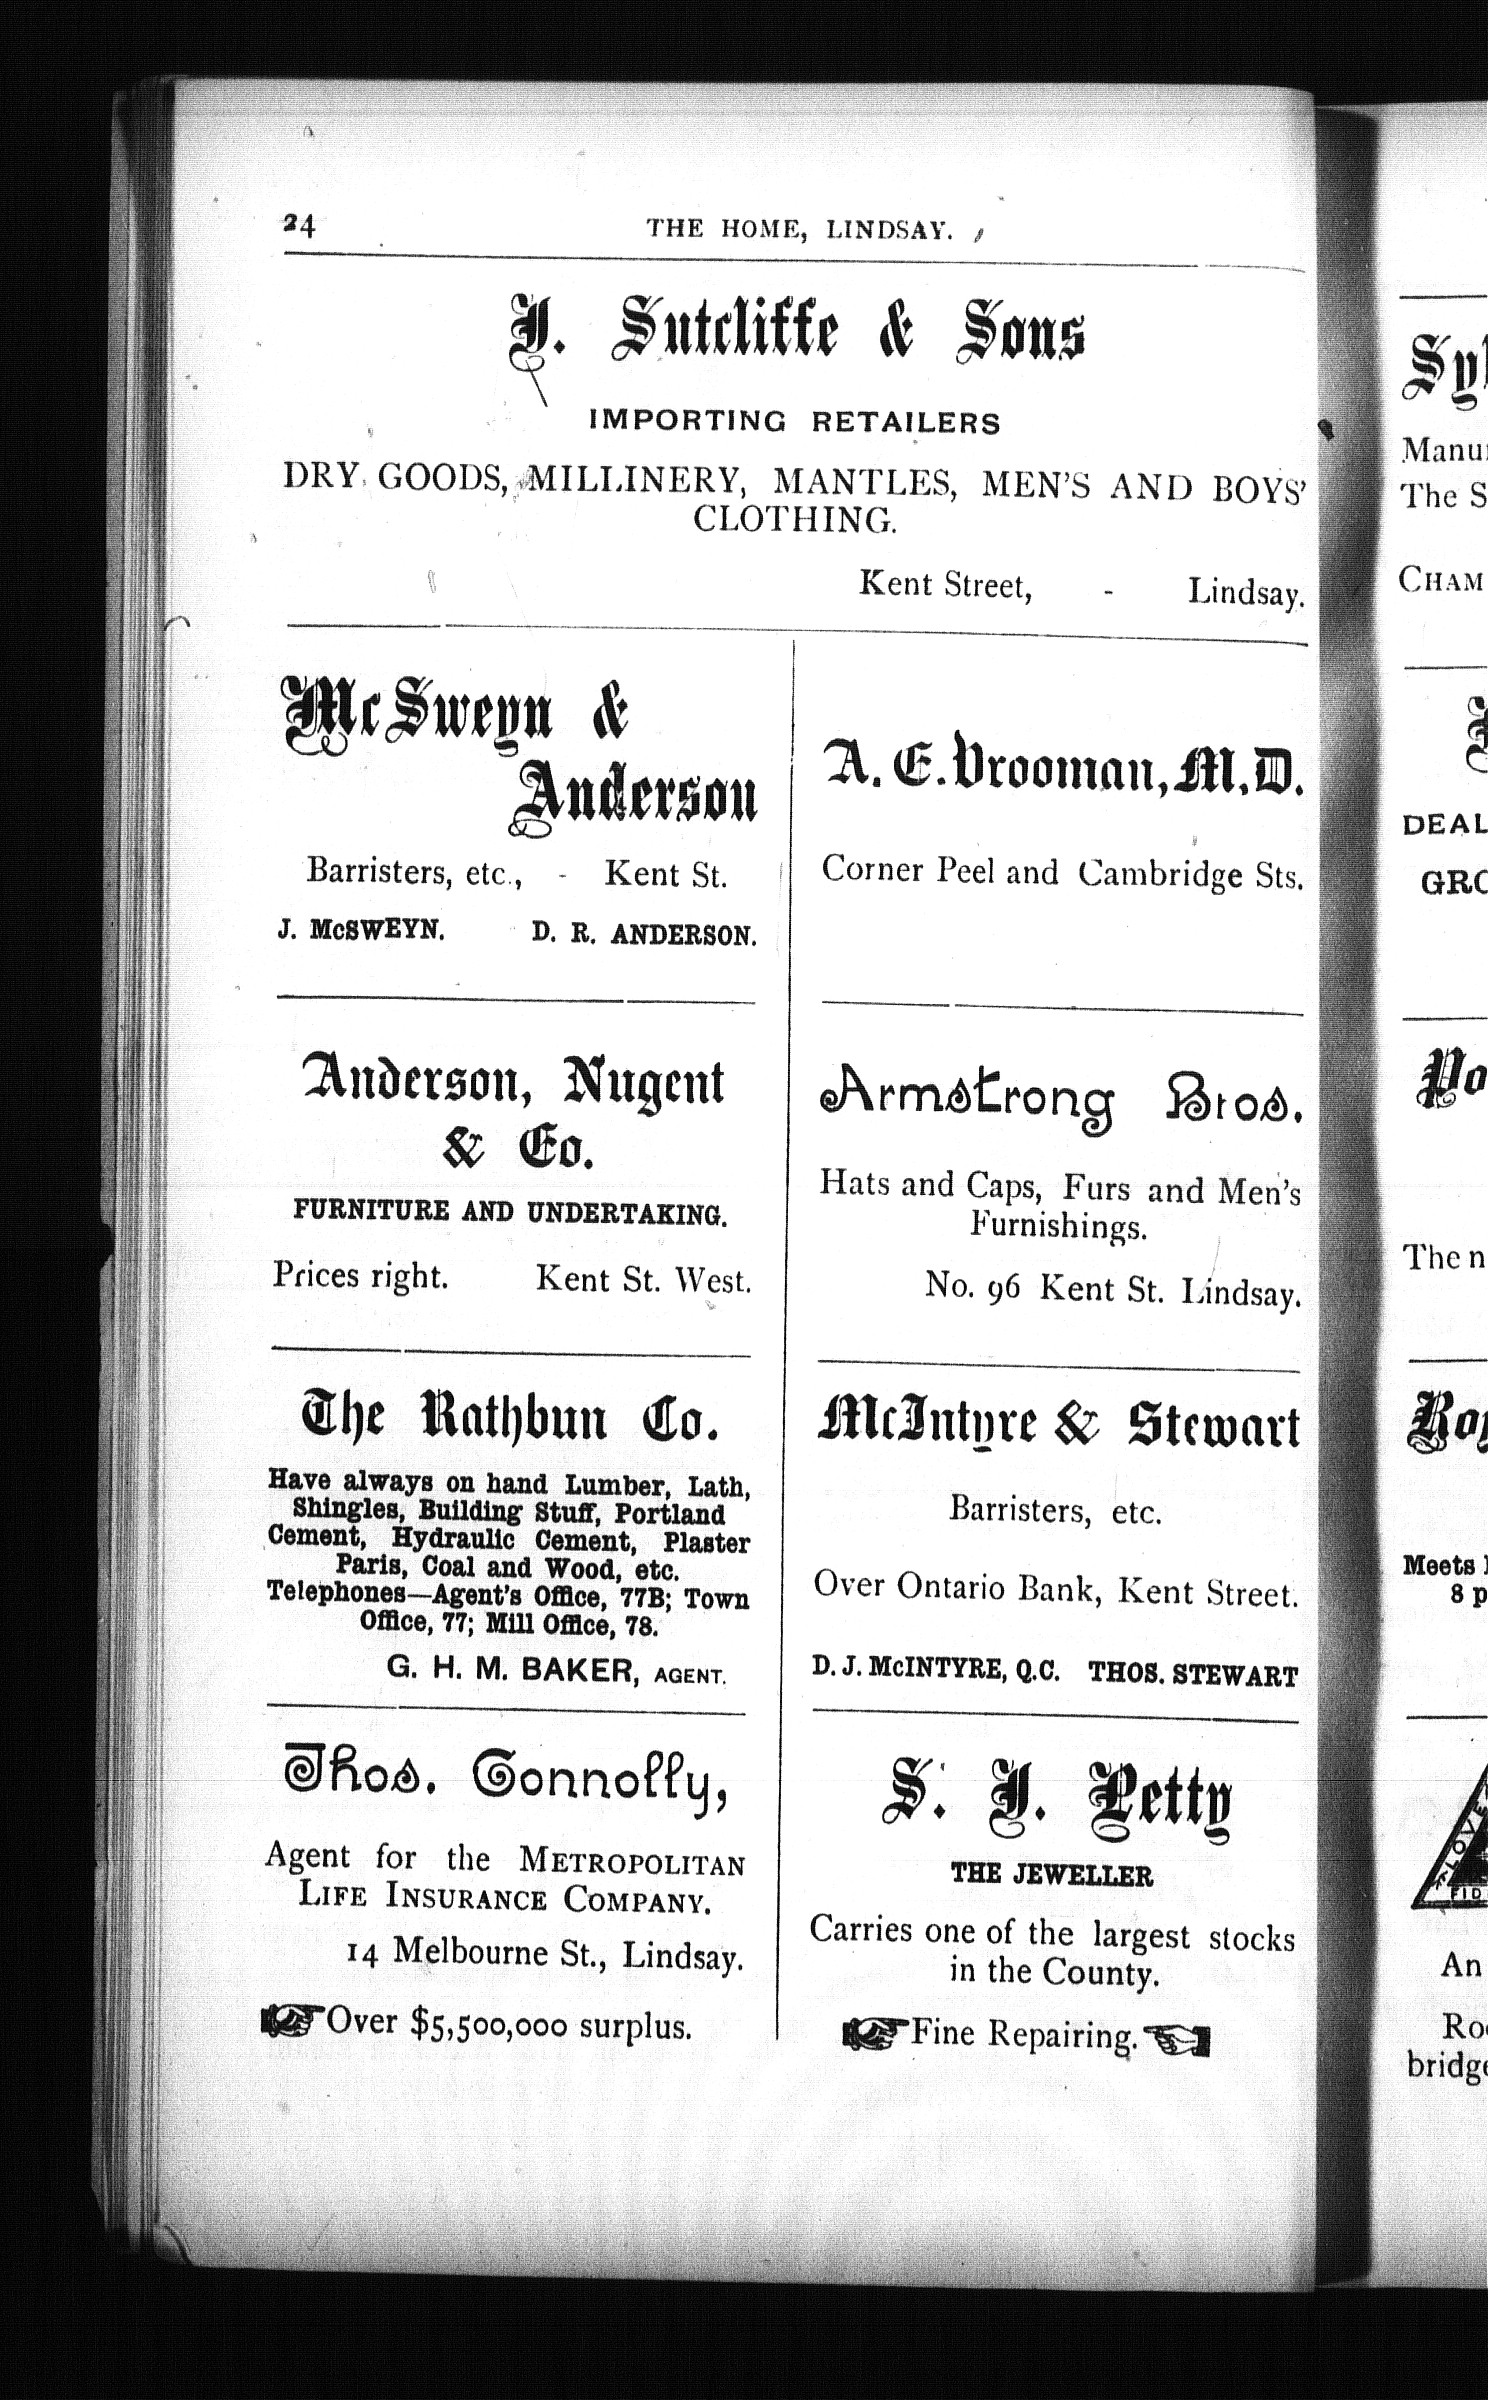 24
THE HOME, LINDSAY.
J. Sutcliffe & Sons
IMPORTING RETAILERS
DRY GOODS, MILLINERY, MANTLES, MEN'S AND BOYS'
CLOTHING.
Kent Street, - Lindsay.
McSweyn &
Anderson
Barristers, etc., - Kent St.
J. McSWEYN. D. R. ANDERSON.
Anderson, Nugent
& Co.
FURNITURE AND UNDERTAKING.
Prices right. Kent St. West.
The Rathbun Co.
Have always on hand Lumber, Lath,
Shingles, Building Stuff, Portland
Cement, Hydraulic Cement, Plaster
Paris, Coal and Wood, etc.
Telephones—Agent's Office, 77B; Town
Office, 77; Mill Office, 78.
G. H. M. BAKER, AGENT.
Thos. Connolly,
Agent for the METROPOLITAN
LIFE INSURANCE COMPANY.
14 Melbourne St., Lindsay.
Over $5,500,000 surplus.
A. E. Vrooman, M.D.
Corner Peel and Cambridge Sts.
Armstrong Bros.
Hats and Caps, Furs and Men's
Furnishings.
No. 96 Kent St. Lindsay.
McIntyre & Stewart
Barristers, etc.
Over Ontario Bank, Kent Street.
D. J. McINTYRE, Q.C. THOS. STEWART
S. J. Petty
THE JEWELLER
Carries one of the largest stocks
in the County.
Fine Repairing.
The
Meets
8
LOVE
An